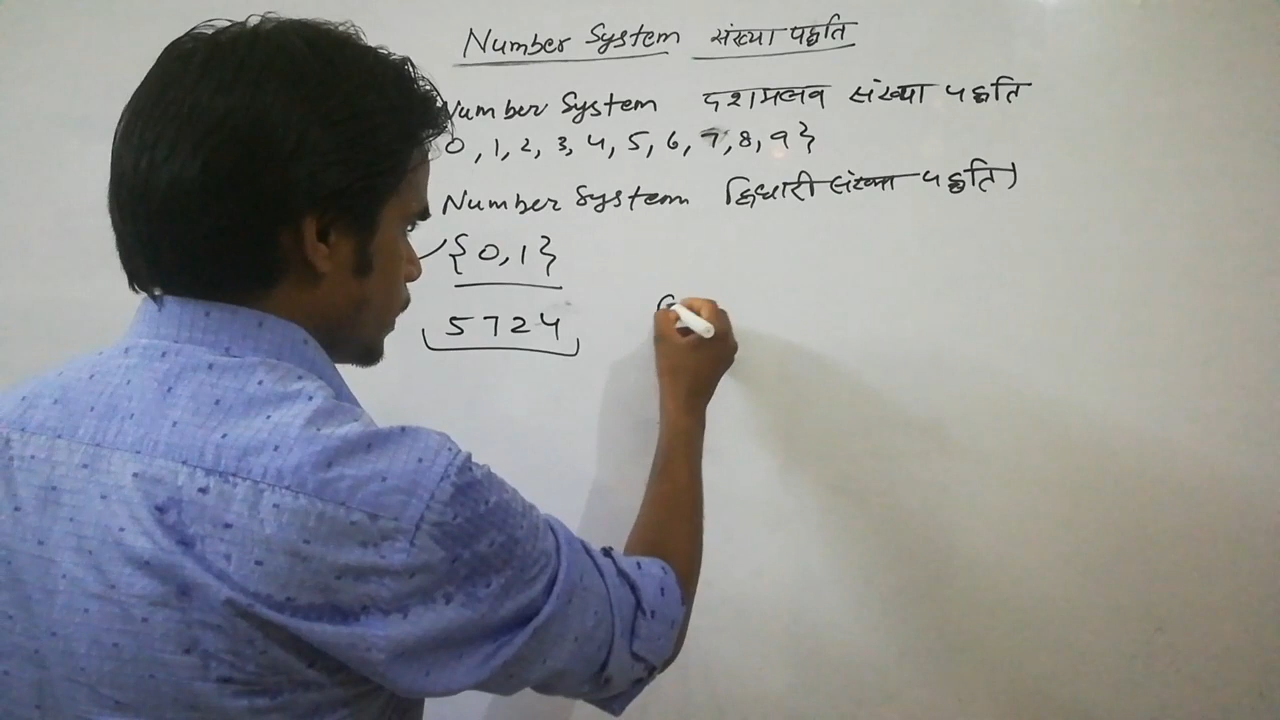 Number System संख्या पद्धति
Number System दशमलव संख्या पद्धति
0, 1, 2, 3, 4, 5, 6, 7, 8, 9}
Number System द्विधारी संख्या पद्धति)
{0, 1}
5724